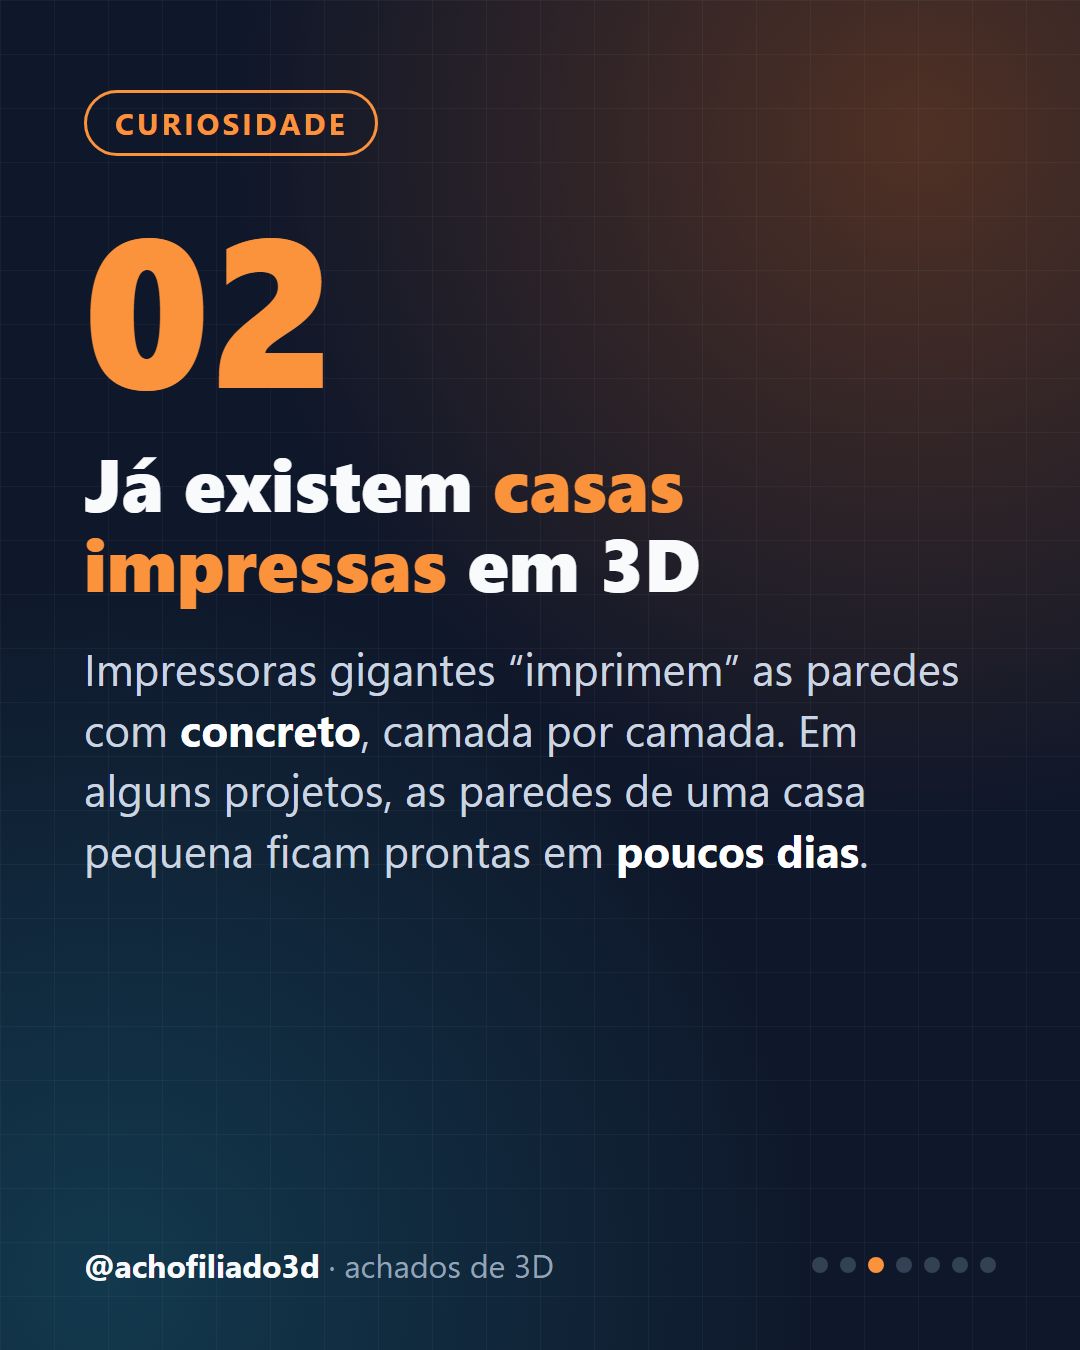 CURIOSIDADE
02
Já existem casas
impressas em 3D
Impressoras gigantes “imprimem” as paredes
com concreto, camada por camada. Em
alguns projetos, as paredes de uma casa
pequena ficam prontas em poucos dias.
@achofiliado3d · achados de 3D